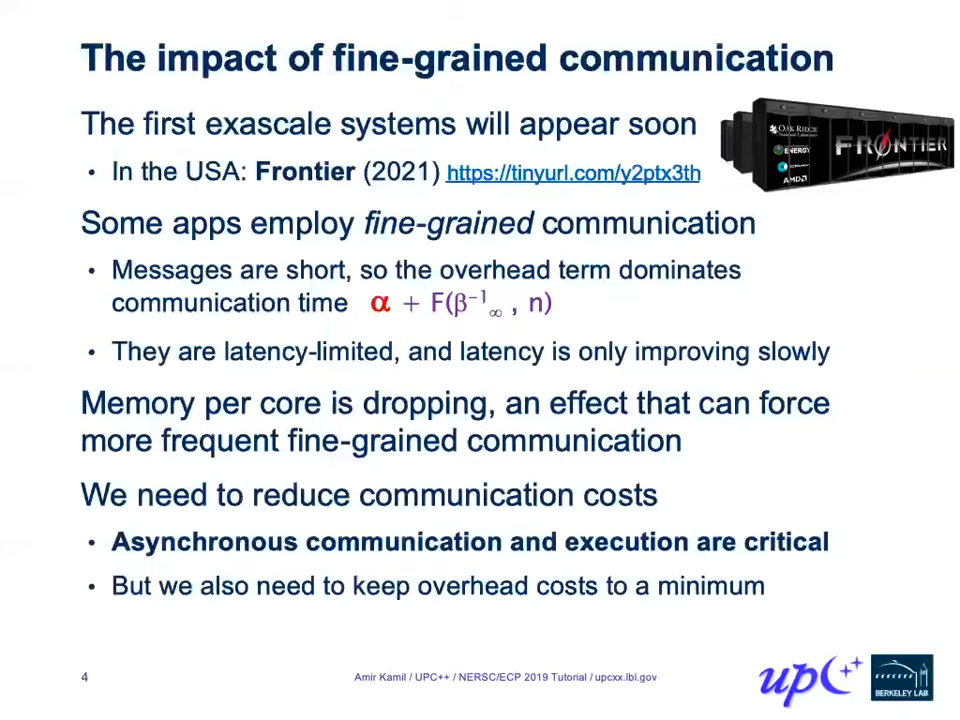 The impact of fine-grained communication
The first exascale systems will appear soon
• In the USA: Frontier (2021) https://tinyurl.com/y2ptx3th
OAK RIDGE
ENERGY
AMD
FRONTIER
Some apps employ fine-grained communication
• Messages are short, so the overhead term dominates
communication time α + F(β⁻¹∞ , n)
• They are latency-limited, and latency is only improving slowly
Memory per core is dropping, an effect that can force
more frequent fine-grained communication
We need to reduce communication costs
• Asynchronous communication and execution are critical
• But we also need to keep overhead costs to a minimum
4
Amir Kamil / UPC++ / NERSC/ECP 2019 Tutorial / upcxx.lbl.gov
upC++
BERKELEY LAB